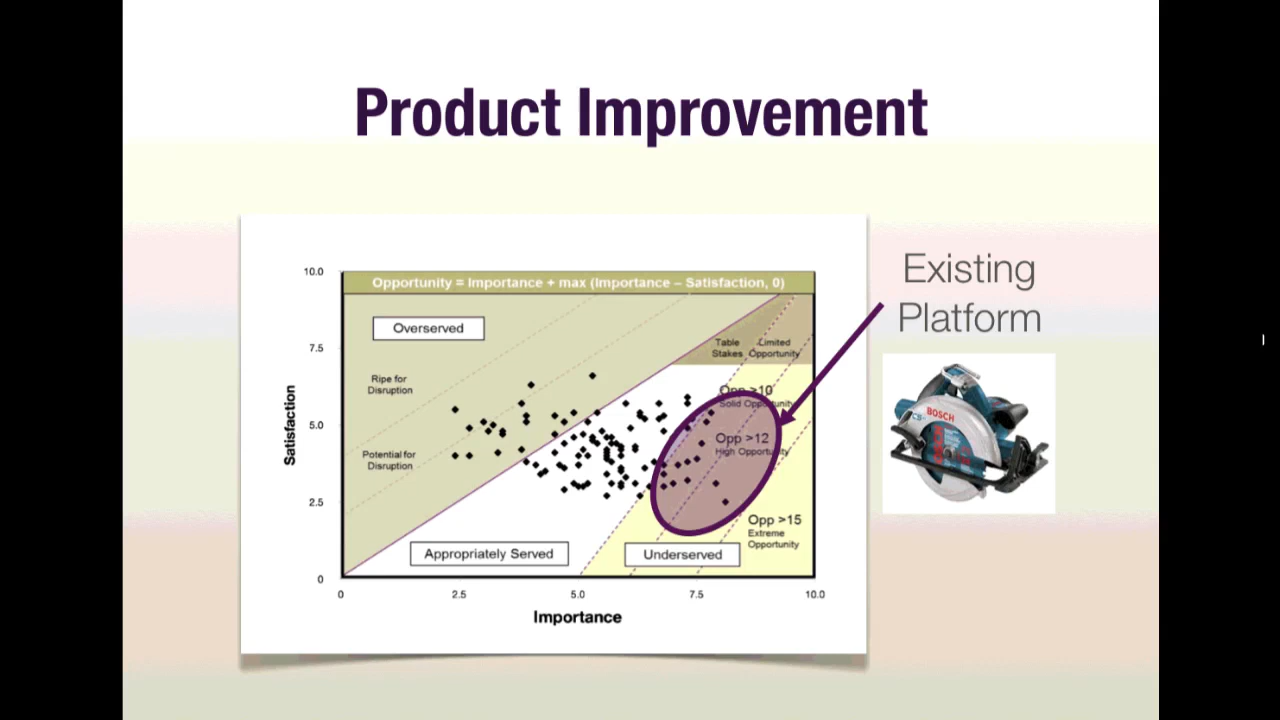 Product Improvement
Existing
Platform
10.0
Opportunity = Importance + max (Importance – Satisfaction, 0)
Overserved
7.5
Table
Stakes
Limited
Opportunity
Ripe for
Disruption
Opp >10
Solid Opportunity
BOSCH
5.0
Satisfaction
Opp >12
High Opportunity
Potential for
Disruption
2.5
Opp >15
Extreme
Opportunity
Appropriately Served
Underserved
0
0
2.5
5.0
7.5
10.0
Importance